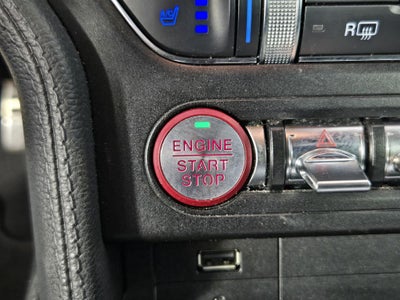 A/C
R
ENGINE
START
STOP